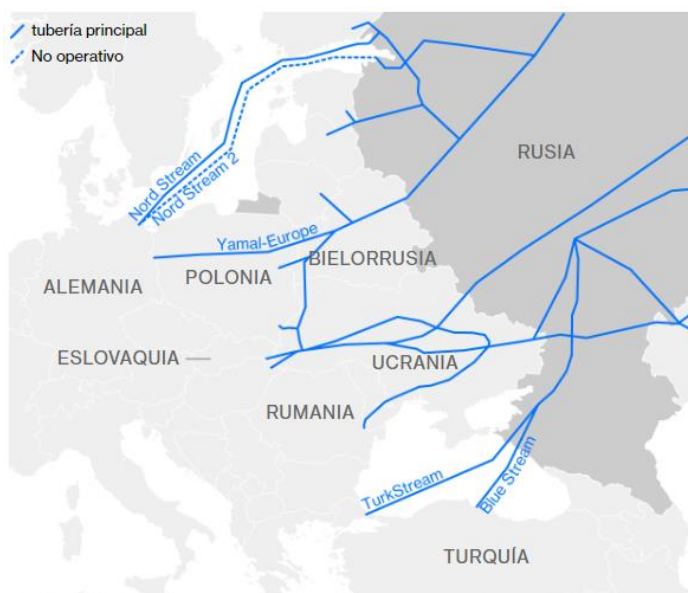 tubería principal
No operativo
RUSIA
Nord Stream
Nord Stream 2
Yamal-Europe
BIELORRUSIA
POLONIA
ALEMANIA
ESLOVAQUIA
UCRANIA
RUMANIA
TurkStream
Blue Stream
TURQUÍA